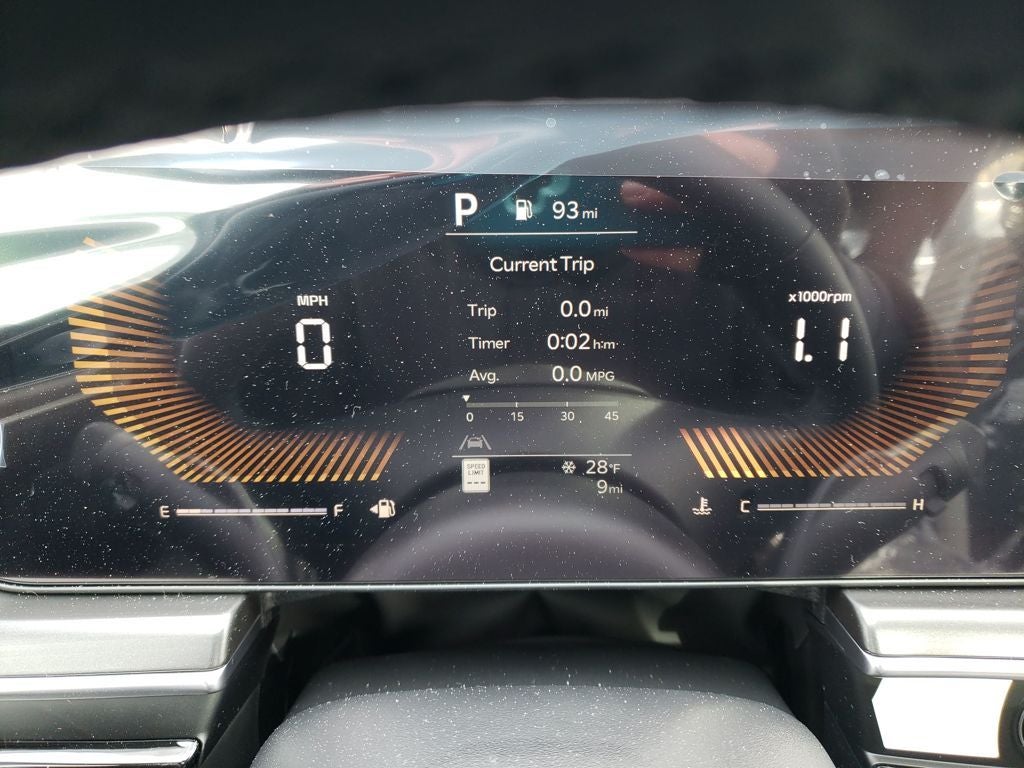 P 93 mi
Current Trip
MPH
0
x1000rpm
1.1
Trip 0.0 mi
Timer 0:02 h:m
Avg. 0.0 MPG
0 15 30 45
SPEED
LIMIT
---
28°F
9 mi
E F
C H